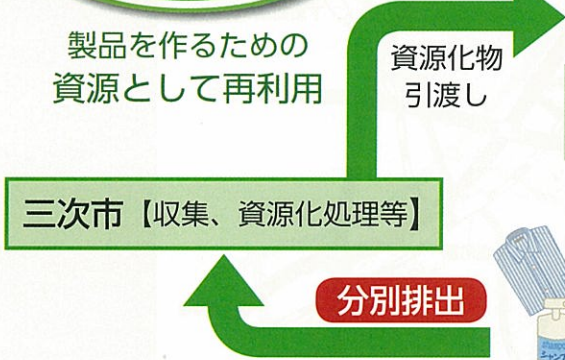 製品を作るための
資源として再利用
資源化物
引渡し
三次市【収集、資源化処理等】
分別排出